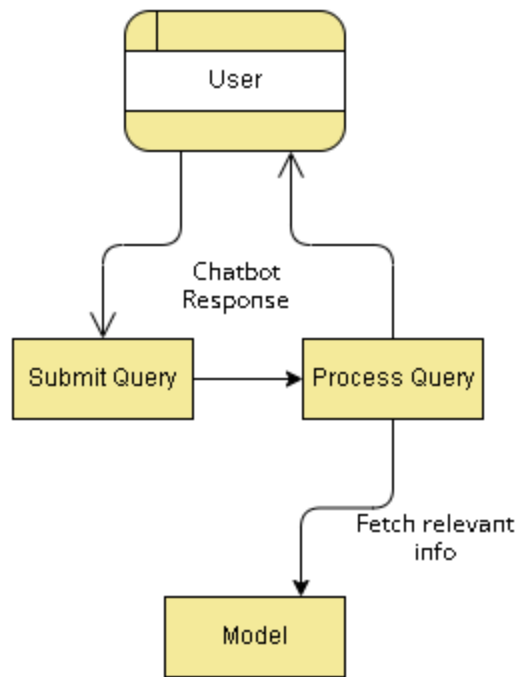 User
Chatbot
Response
Submit Query
Process Query
Fetch relevant
info
Model